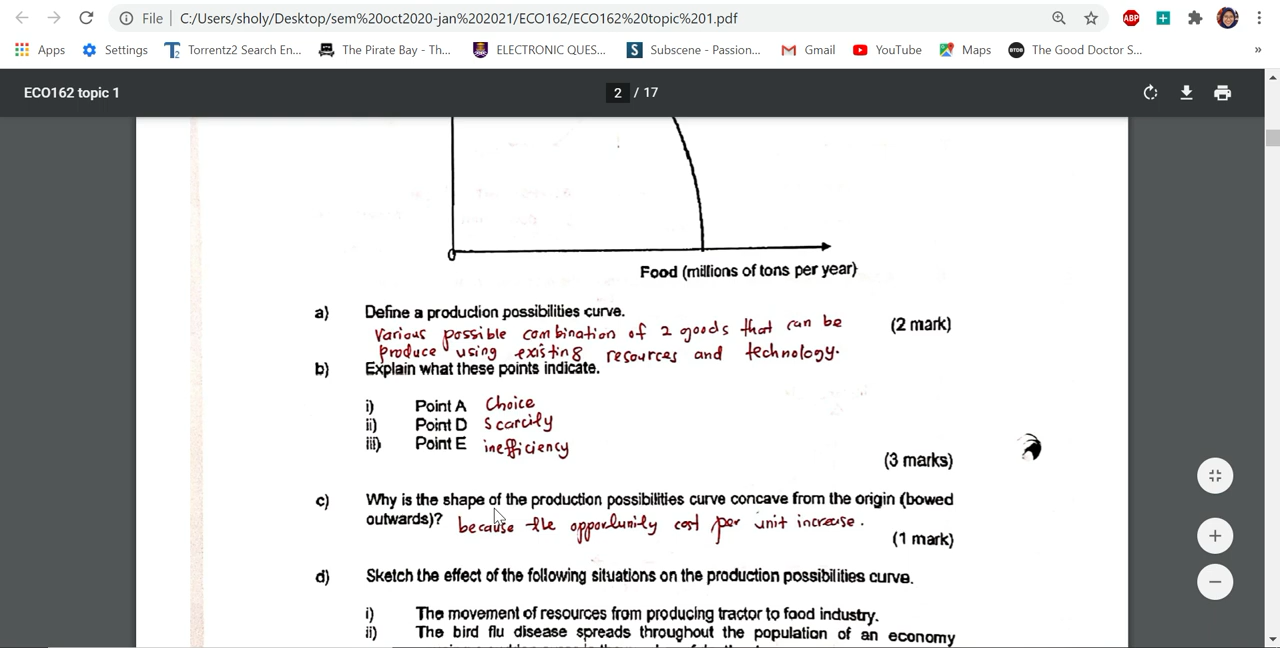 File | C:/Users/sholy/Desktop/sem%20oct2020-jan%202021/ECO162/ECO162%20topic%201.pdf
ABP
Apps Settings Torrentz2 Search En... The Pirate Bay - Th... ELECTRONIC QUES... Subscene - Passion... Gmail YouTube Maps The Good Doctor S... »
ECO162 topic 1 2 / 17
0
Food (millions of tons per year)
a) Define a production possibilities curve.
Various possible combination of 2 goods that can be (2 mark)
produce using existing resources and technology.
b) Explain what these points indicate.
i) Point A Choice
ii) Point D Scarcity
iii) Point E inefficiency
(3 marks)
c) Why is the shape of the production possibilities curve concave from the origin (bowed
outwards)? because the opportunity cost per unit increase.
(1 mark)
d) Sketch the effect of the following situations on the production possibilities curve.
i) The movement of resources from producing tractor to food industry.
ii) The bird flu disease spreads throughout the population of an economy